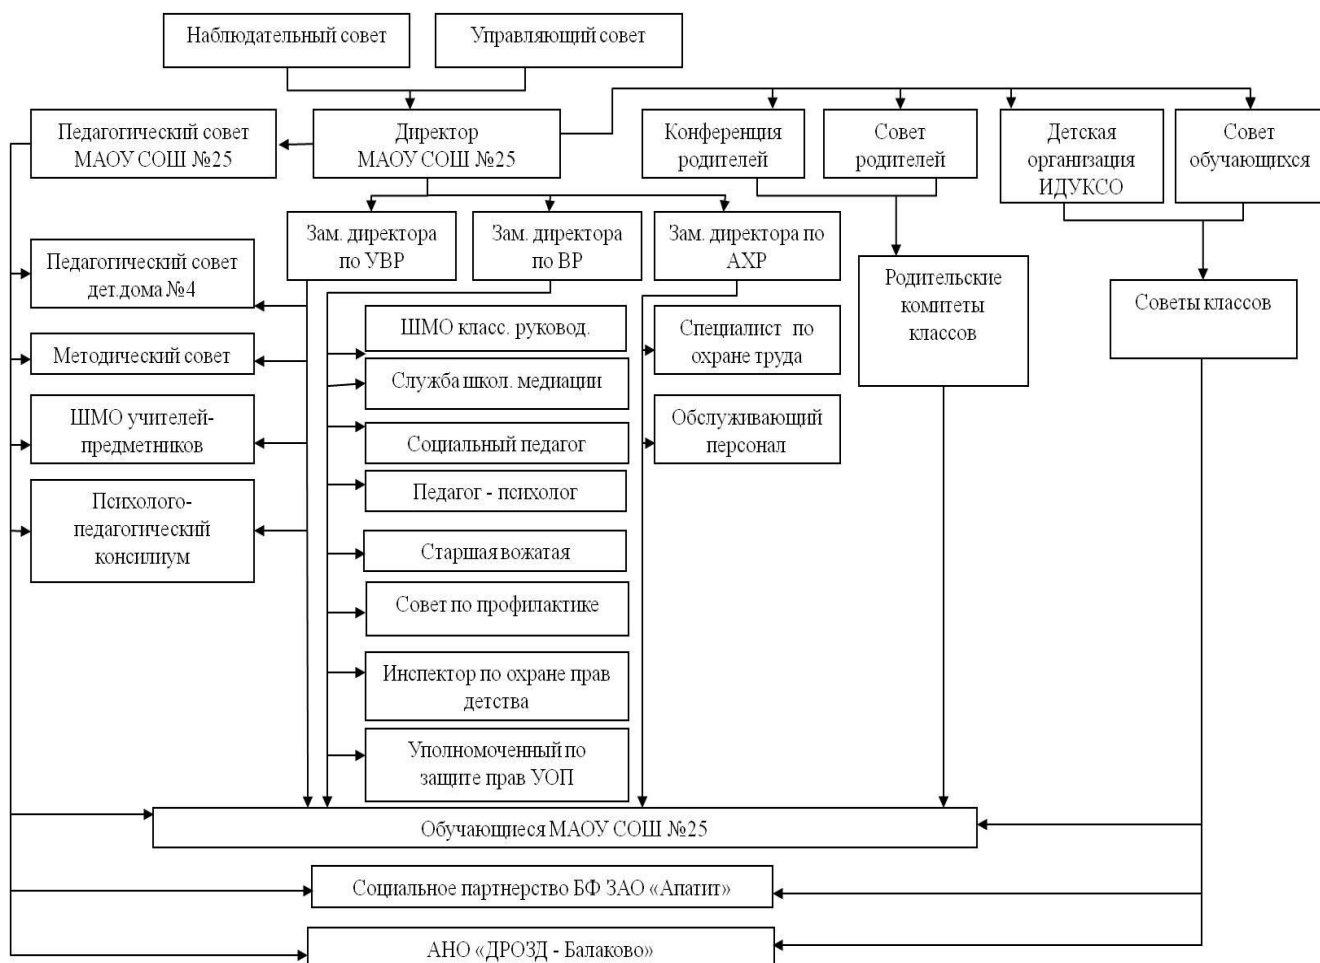 Наблюдательный совет
Управляющий совет
Педагогический совет
МАОУ СОШ №25
Директор
МАОУ СОШ №25
Конференция
родителей
Совет
родителей
Детская
организация
ИДУКСО
Совет
обучающихся
Зам. директора
по УВР
Зам. директора
по ВР
Зам. директора по
АХР
Педагогический совет
дет.дома №4
Родительские
комитеты
классов
Советы классов
ШМО класс. руковод.
Специалист по
охране труда
Методический совет
Служба школ. медиации
ШМО учителей-
предметников
Социальный педагог
Обслуживающий
персонал
Психолого-
педагогический
консилиум
Педагог - психолог
Старшая вожатая
Совет по профилактике
Инспектор по охране прав
детства
Уполномоченный по
защите прав УОП
Обучающиеся МАОУ СОШ №25
Социальное партнерство БФ ЗАО «Апатит»
АНО «ДРОЗД - Балаково»